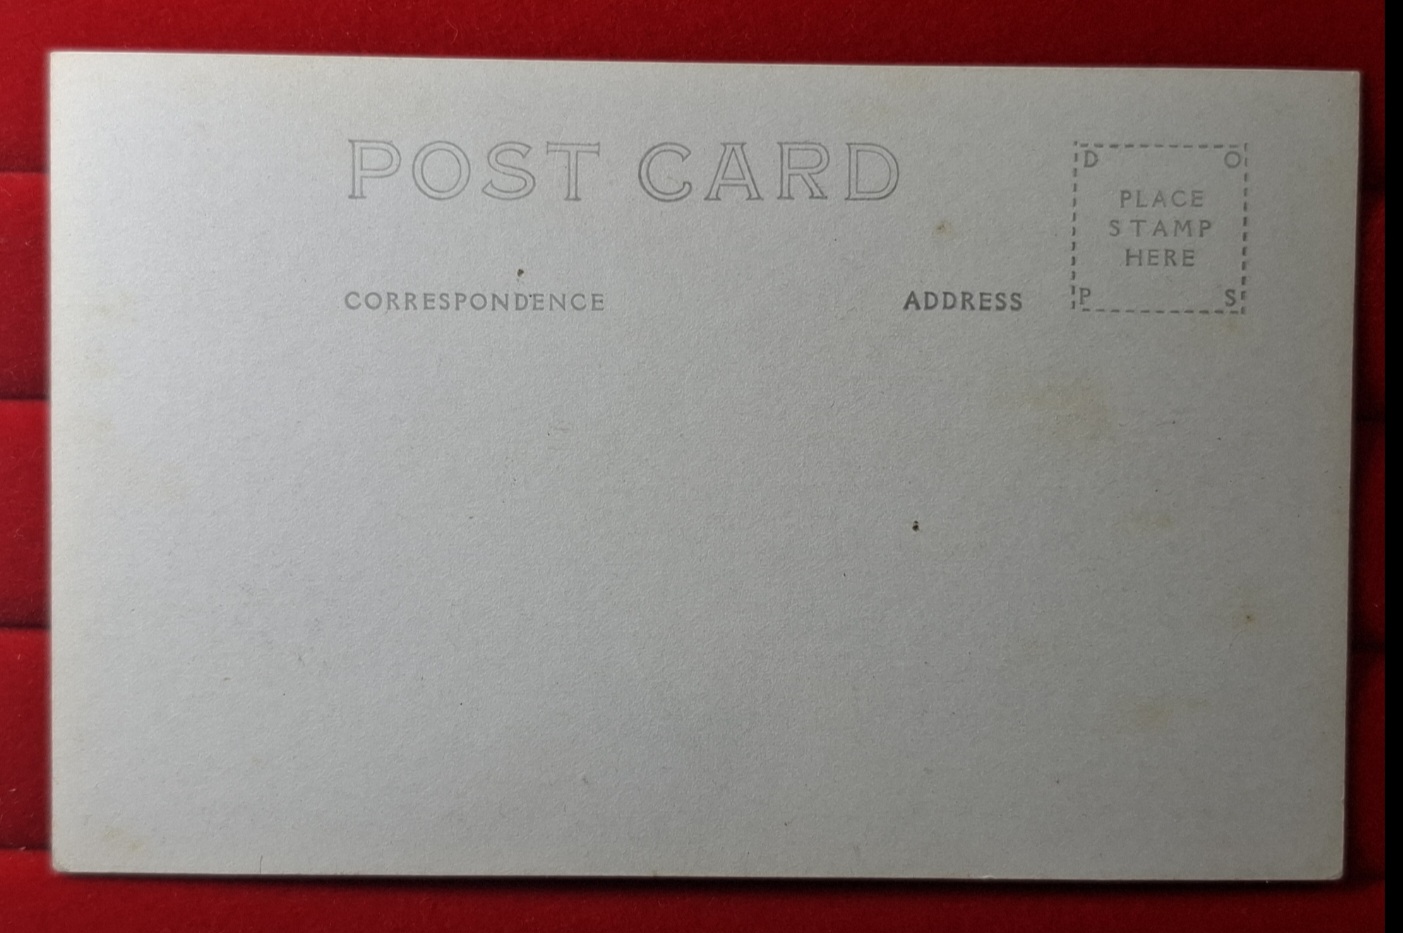 POST CARD
D O
PLACE
STAMP
HERE
P S
CORRESPONDENCE
ADDRESS